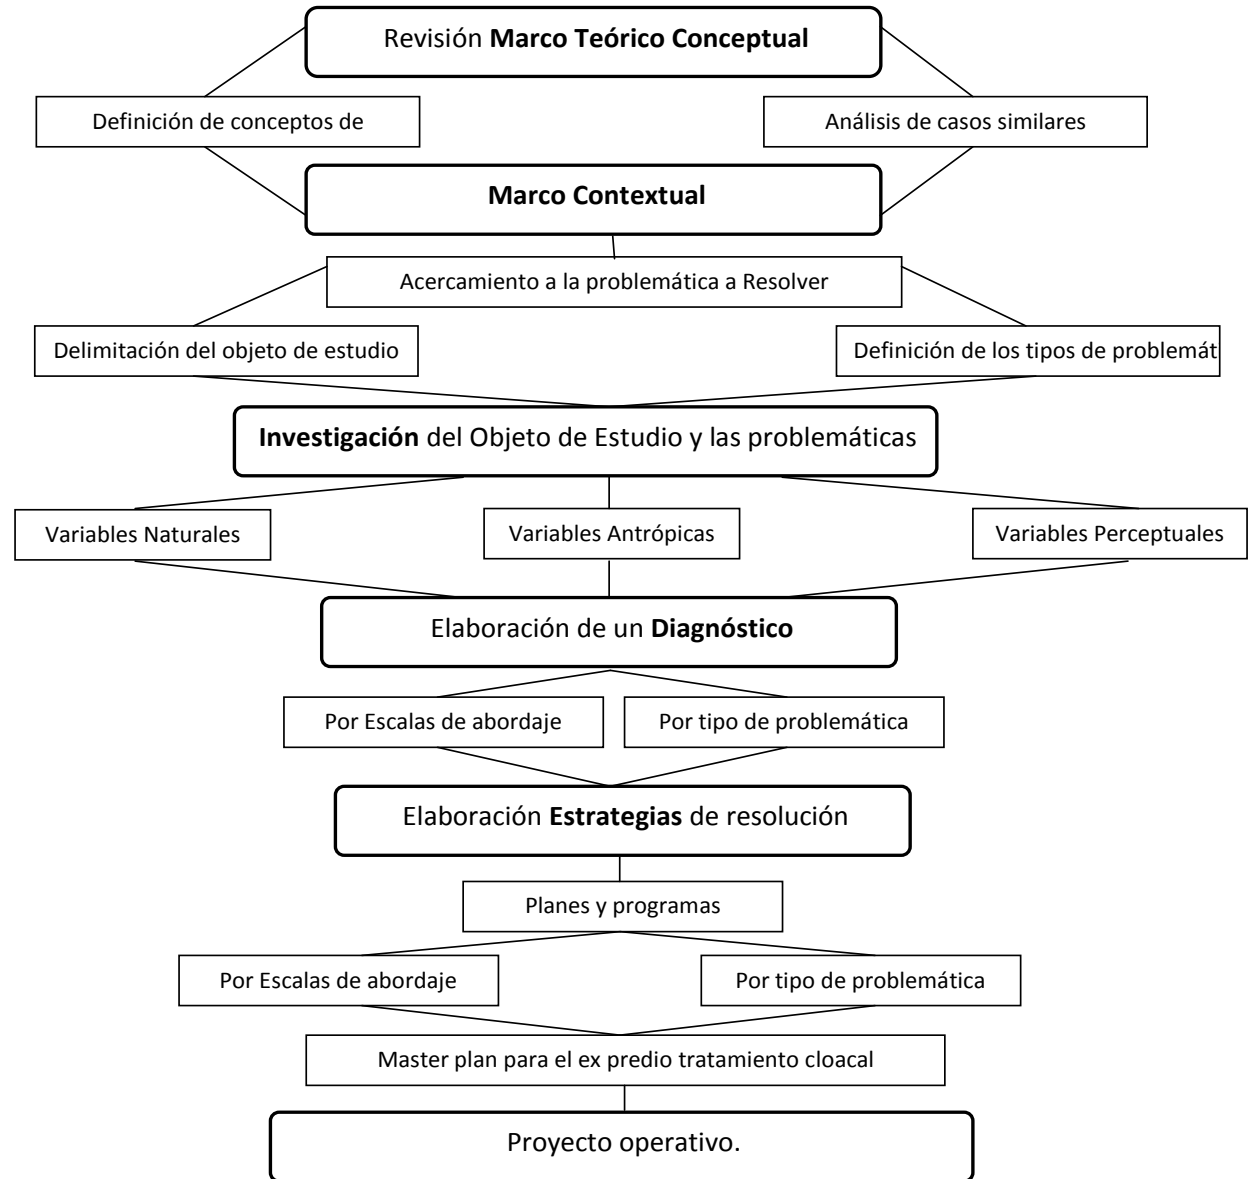 Revisión Marco Teórico Conceptual
Definición de conceptos de
Análisis de casos similares
Marco Contextual
Acercamiento a la problemática a Resolver
Delimitación del objeto de estudio
Definición de los tipos de problemát
Investigación del Objeto de Estudio y las problemáticas
Variables Naturales
Variables Antrópicas
Variables Perceptuales
Elaboración de un Diagnóstico
Por Escalas de abordaje
Por tipo de problemática
Elaboración Estrategias de resolución
Planes y programas
Por Escalas de abordaje
Por tipo de problemática
Master plan para el ex predio tratamiento cloacal
Proyecto operativo.